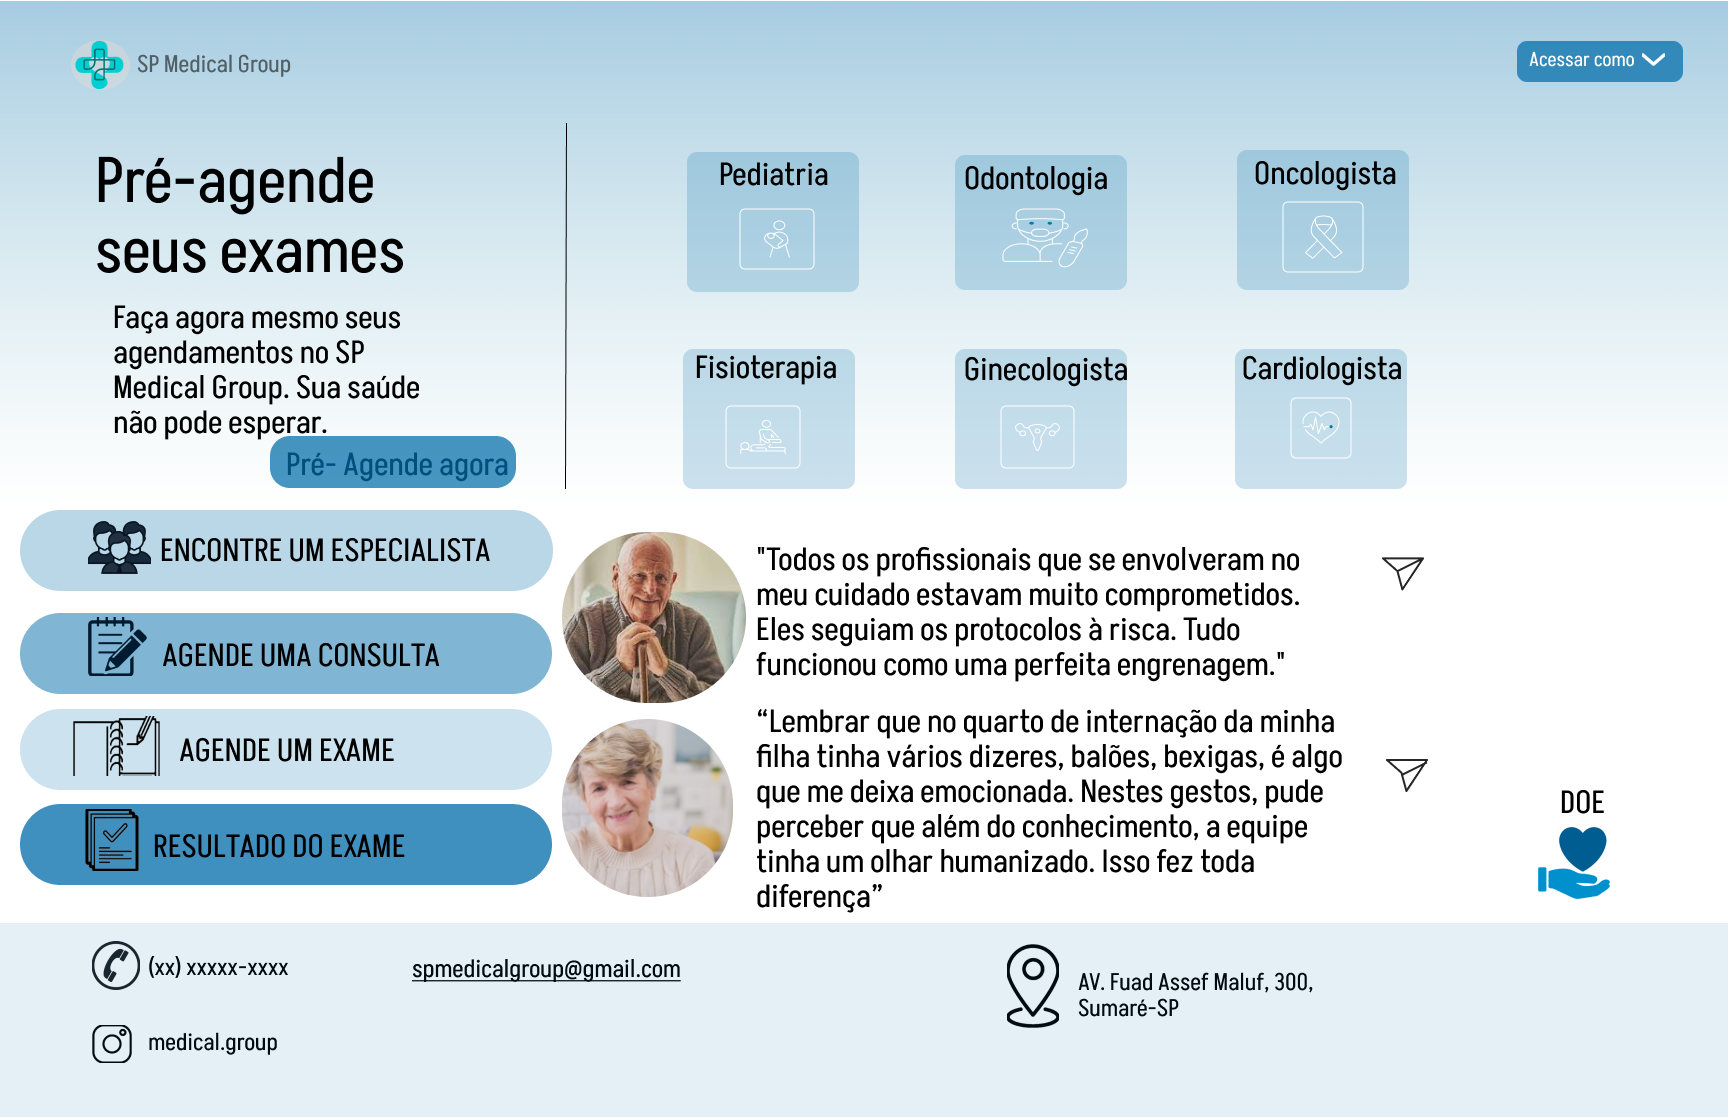 SP Medical Group
Acessar como
Pré-agende
seus exames
Faça agora mesmo seus
agendamentos no SP
Medical Group. Sua saúde
não pode esperar.
Pré- Agende agora
Pediatria
Odontologia
Oncologista
Fisioterapia
Ginecologista
Cardiologista
ENCONTRE UM ESPECIALISTA
AGENDE UMA CONSULTA
AGENDE UM EXAME
RESULTADO DO EXAME
"Todos os profissionais que se envolveram no
meu cuidado estavam muito comprometidos.
Eles seguiam os protocolos à risca. Tudo
funcionou como uma perfeita engrenagem."
“Lembrar que no quarto de internação da minha
filha tinha vários dizeres, balões, bexigas, é algo
que me deixa emocionada. Nestes gestos, pude
perceber que além do conhecimento, a equipe
tinha um olhar humanizado. Isso fez toda
diferença”
DOE
(xx) xxxxx-xxxx
spmedicalgroup@gmail.com
AV. Fuad Assef Maluf, 300,
Sumaré-SP
medical.group